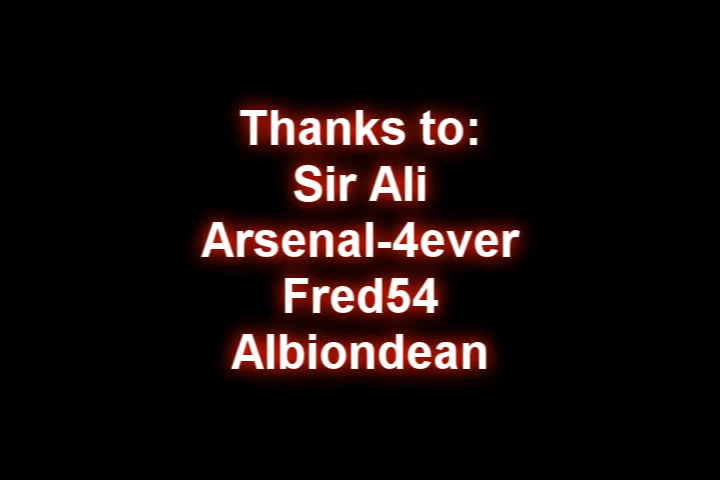 Thanks to:
Sir Ali
Arsenal-4ever
Fred54
Albiondean